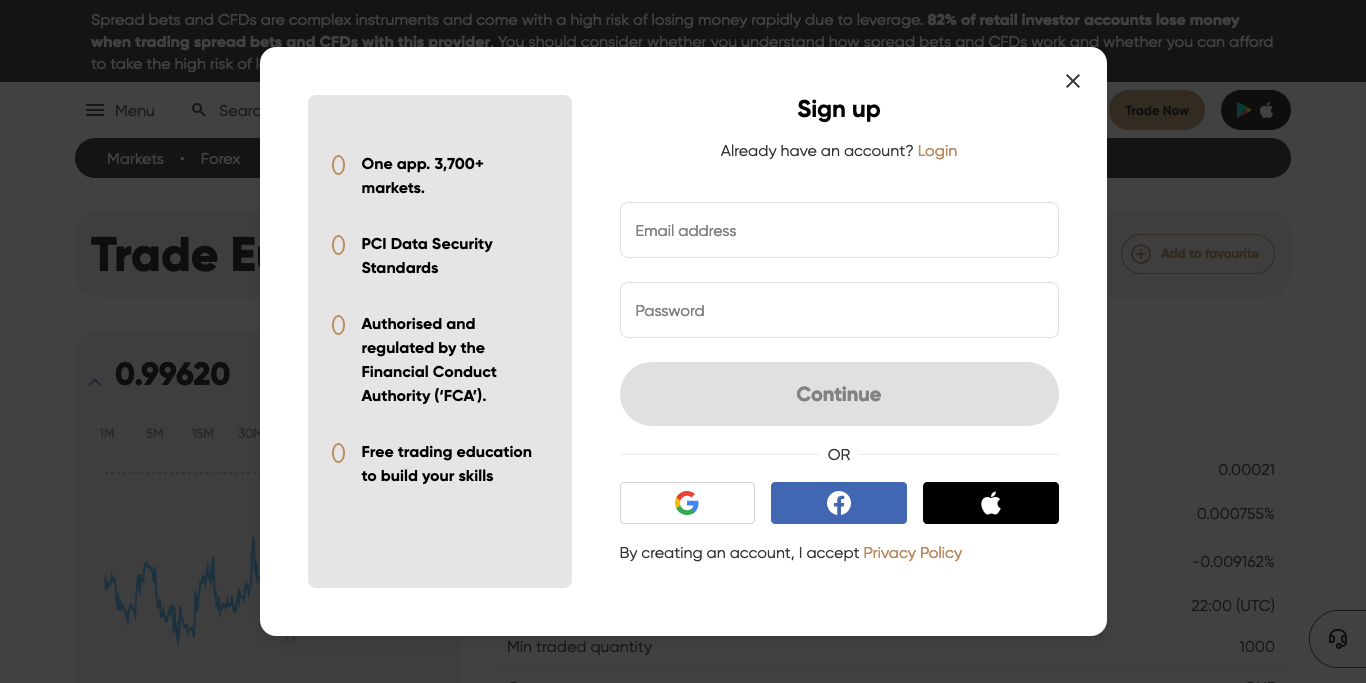 Spread bets and CFDs are complex instruments and come with a high risk of losing money rapidly due to leverage. 82% of retail investor accounts lose money
when trading spread bets and CFDs with this provider. You should consider whether you understand how spread bets and CFDs work and whether you can afford
to take the high risk of
Menu
Trade Now
Markets • Forex
Trade
Add to favourite
0.99620
1M 5M 15M 30M
0.00021
0.000755%
-0.009162%
22:00 (UTC)
Min traded quantity 1000
One app. 3,700+
markets.
PCI Data Security
Standards
Authorised and
regulated by the
Financial Conduct
Authority (‘FCA’).
Free trading education
to build your skills
Sign up
Already have an account? Login
Email address
Password
Continue
OR
By creating an account, I accept Privacy Policy